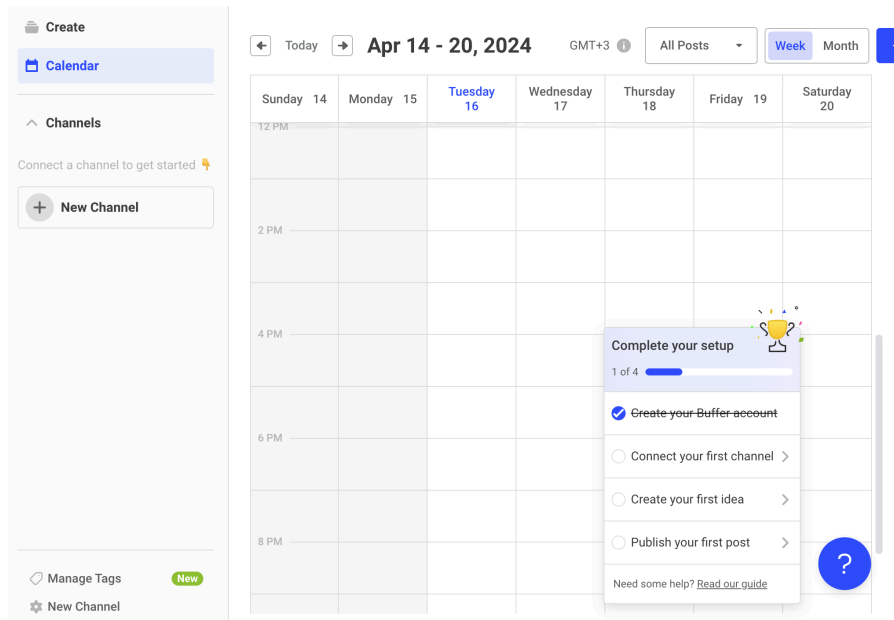 Create
Calendar
Channels
Connect a channel to get started 👇
New Channel
Manage Tags
New
New Channel
Today
Apr 14 - 20, 2024
GMT+3
All Posts
Week
Month
Sunday 14
Monday 15
Tuesday
16
Wednesday
17
Thursday
18
Friday 19
Saturday
20
12 PM
2 PM
4 PM
6 PM
8 PM
Complete your setup
1 of 4
Create your Buffer account
Connect your first channel
Create your first idea
Publish your first post
Need some help? Read our guide
?